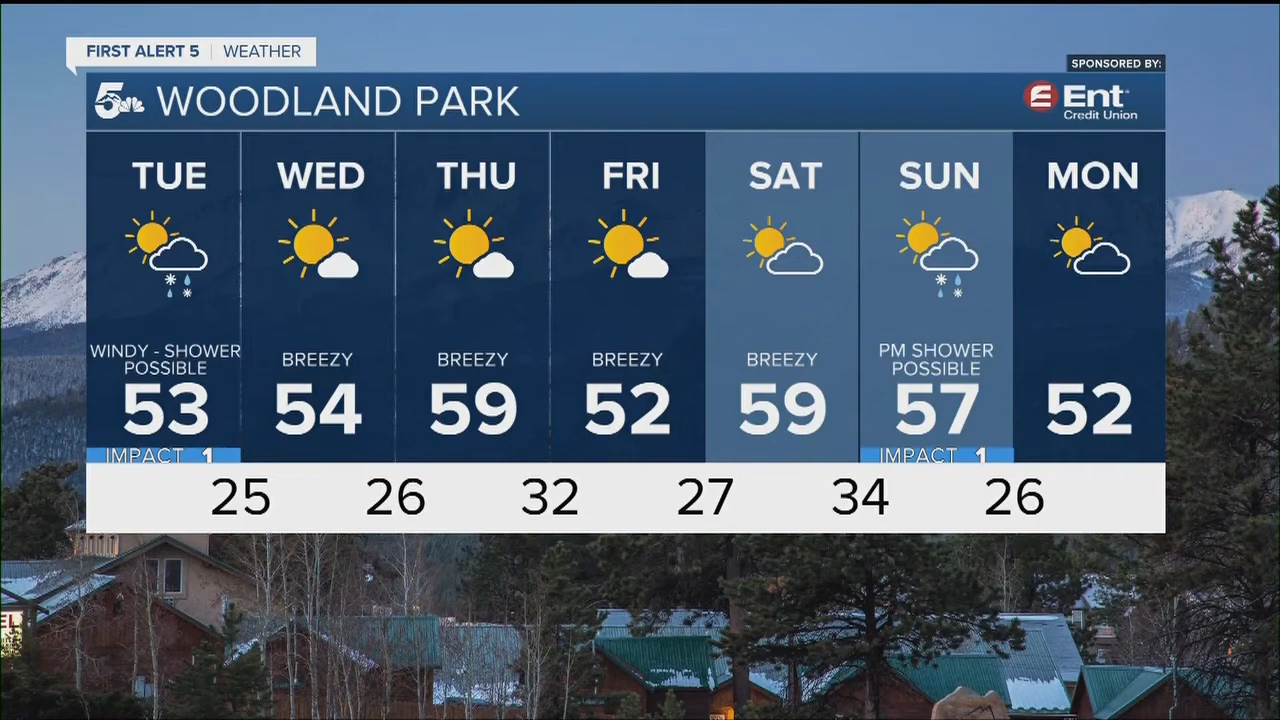 FIRST ALERT 5 | WEATHER
SPONSORED BY:
5 WOODLAND PARK
Ent
Credit Union
TUE WED THU FRI SAT SUN MON
WINDY - SHOWER POSSIBLE
BREEZY
BREEZY
BREEZY
BREEZY
PM SHOWER POSSIBLE
53 54 59 52 59 57 52
IMPACT 1
IMPACT 1
25 26 32 27 34 26
EL